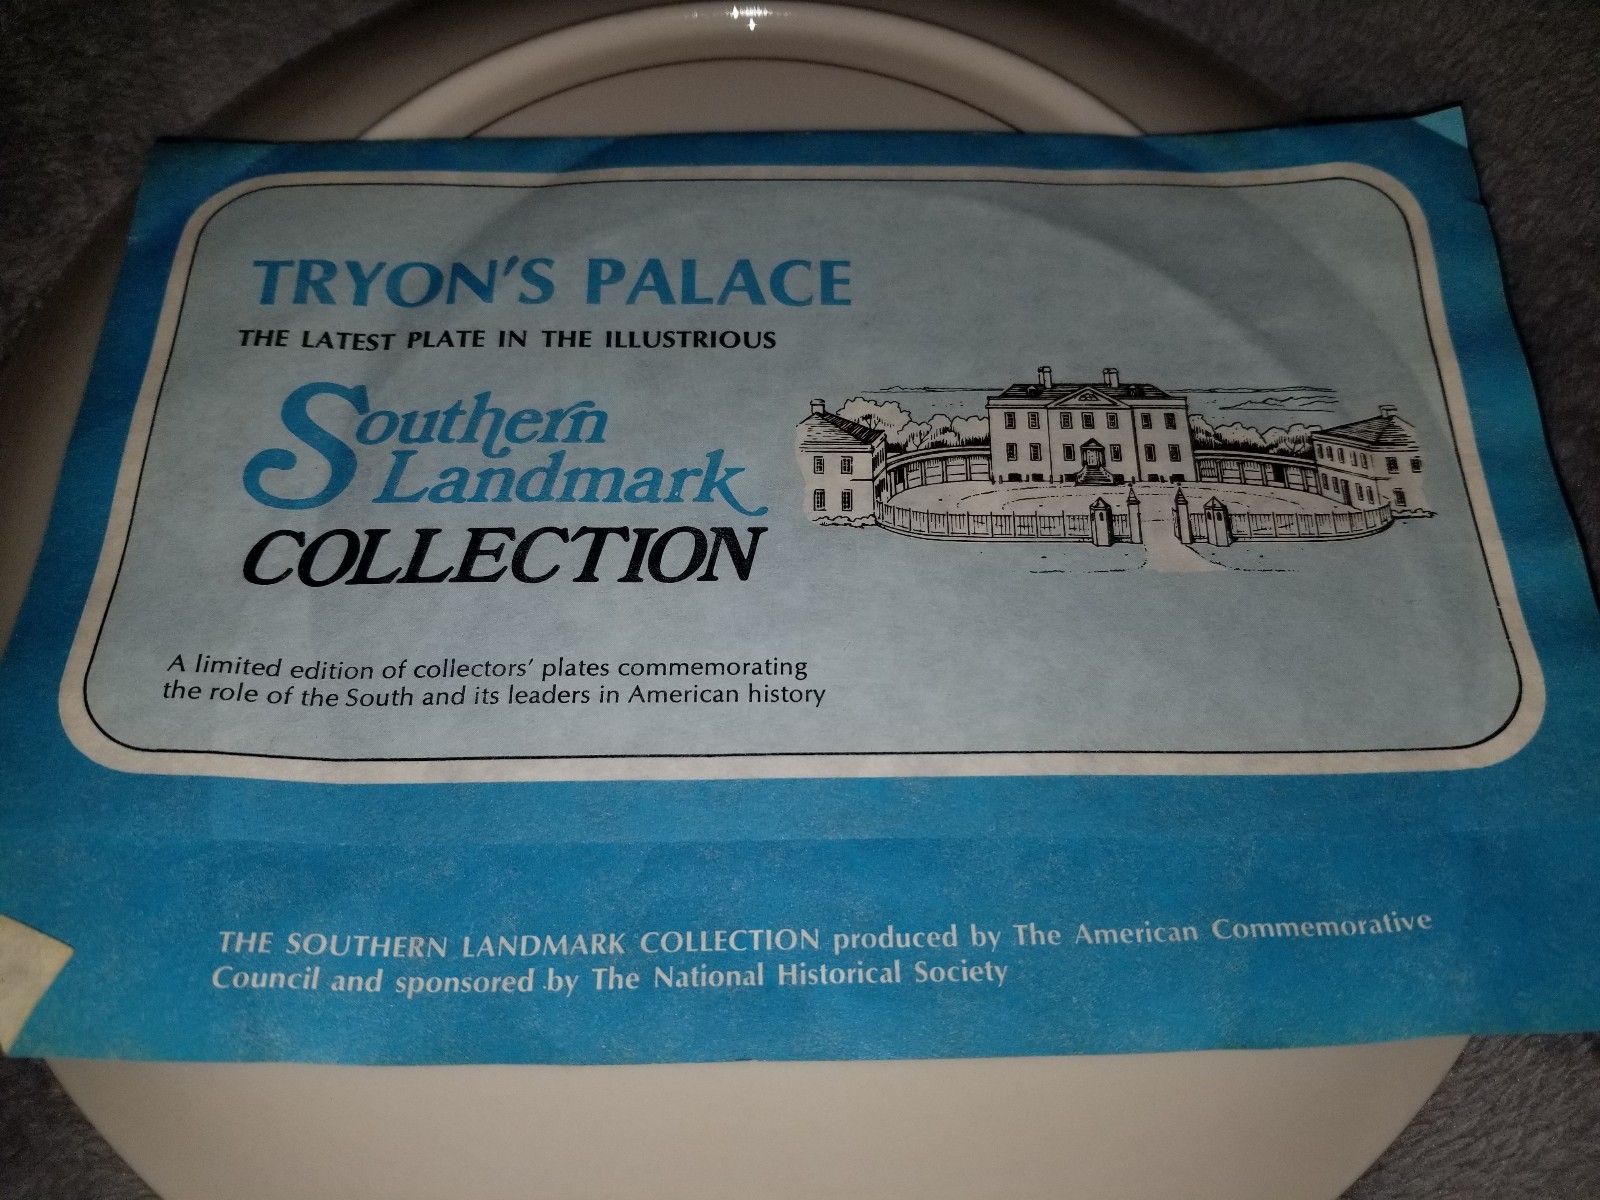 TRYON'S PALACE
THE LATEST PLATE IN THE ILLUSTRIOUS
Southern
Landmark
COLLECTION
A limited edition of collectors' plates commemorating
the role of the South and its leaders in American history
THE SOUTHERN LANDMARK COLLECTION produced by The American Commemorative
Council and sponsored by The National Historical Society